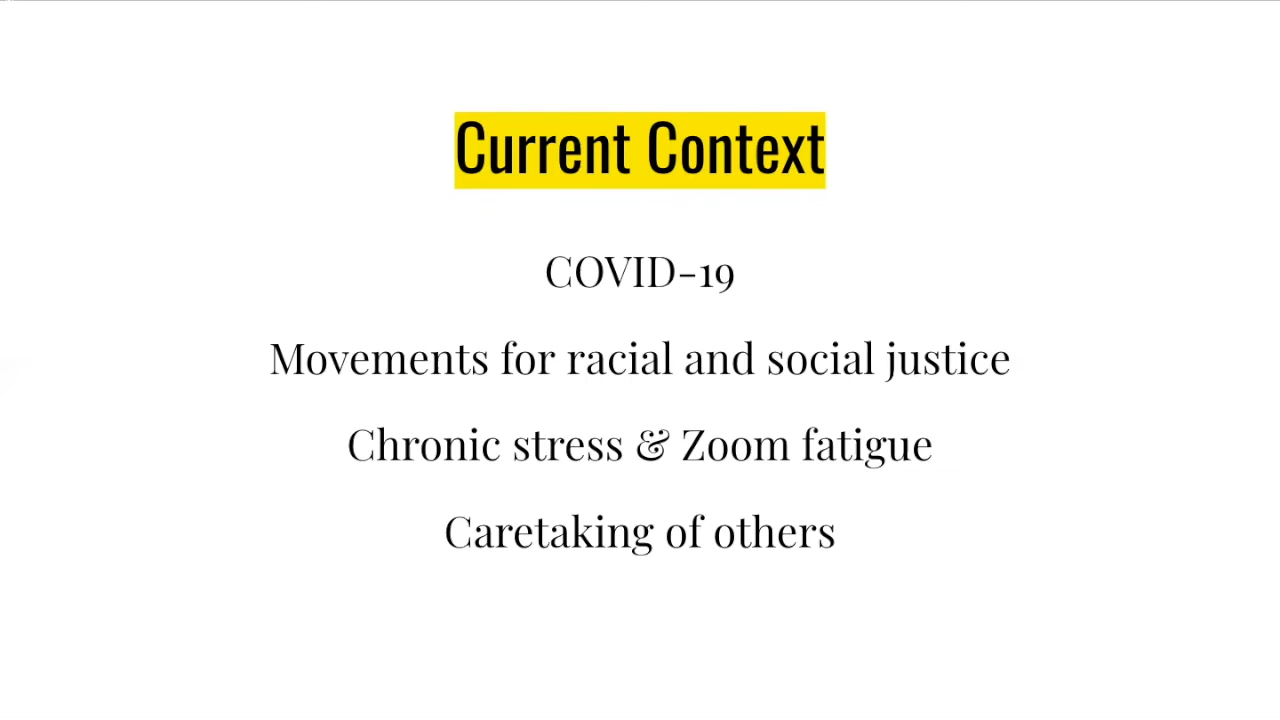 Current Context
COVID-19
Movements for racial and social justice
Chronic stress & Zoom fatigue
Caretaking of others